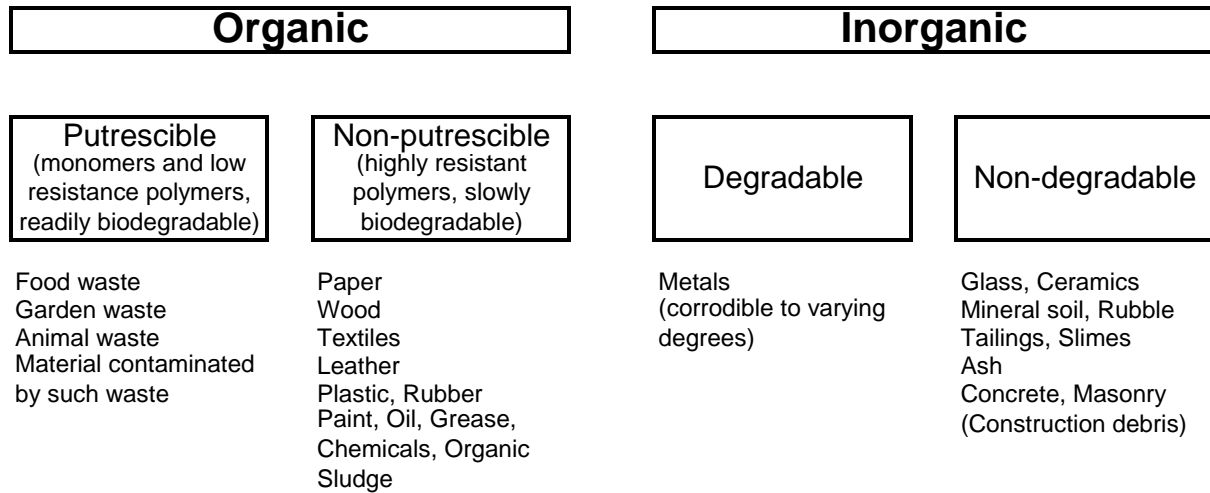 Organic
Inorganic
Putrescible
(monomers and low
resistance polymers,
readily biodegradable)
Non-putrescible
(highly resistant
polymers, slowly
biodegradable)
Degradable
Non-degradable
Food waste
Garden waste
Animal waste
Material contaminated
by such waste
Paper
Wood
Textiles
Leather
Plastic, Rubber
Paint, Oil, Grease,
Chemicals, Organic
Sludge
Metals
(corrodible to varying
degrees)
Glass, Ceramics
Mineral soil, Rubble
Tailings, Slimes
Ash
Concrete, Masonry
(Construction debris)